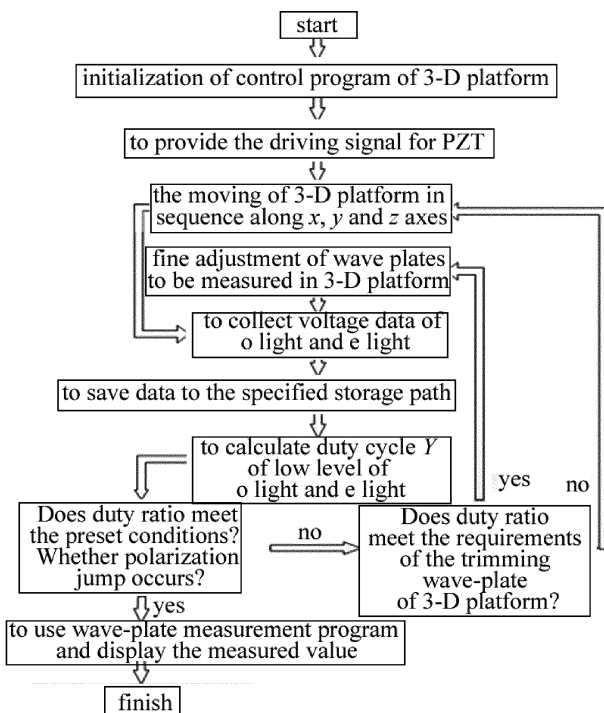 start
initialization of control program of 3-D platform
to provide the driving signal for PZT
the moving of 3-D platform in
sequence along x, y and z axes
fine adjustment of wave plates
to be measured in 3-D platform
to collect voltage data of
o light and e light
to save data to the specified storage path
to calculate duty cycle Y
of low level of
o light and e light
yes
no
Does duty ratio meet
the preset conditions?
Whether polarization
jump occurs?
no
Does duty ratio
meet the requirements
of the trimming
wave-plate
of 3-D platform?
yes
to use wave-plate measurement program
and display the measured value
finish